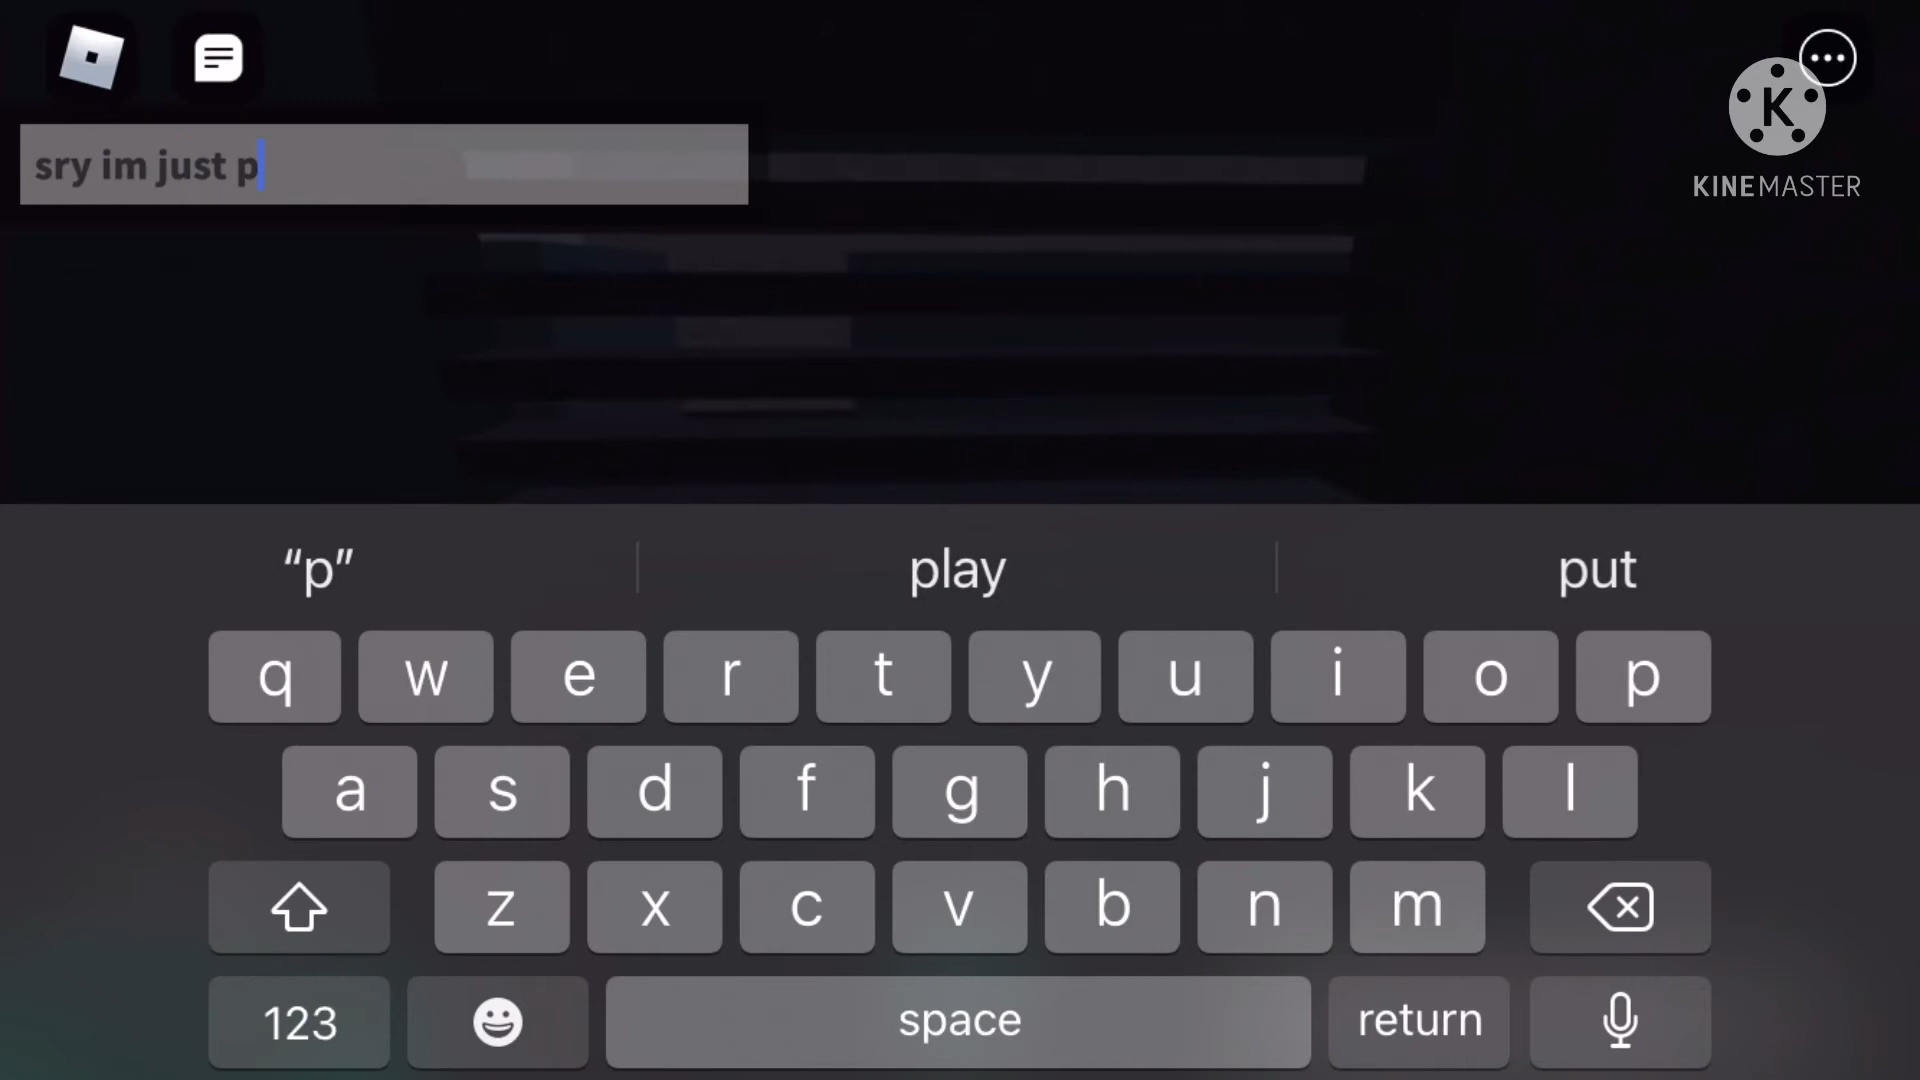 sry im just p
KINEMASTER
“p” play put
q w e r t y u i o p
a s d f g h j k l
z x c v b n m
123 space return